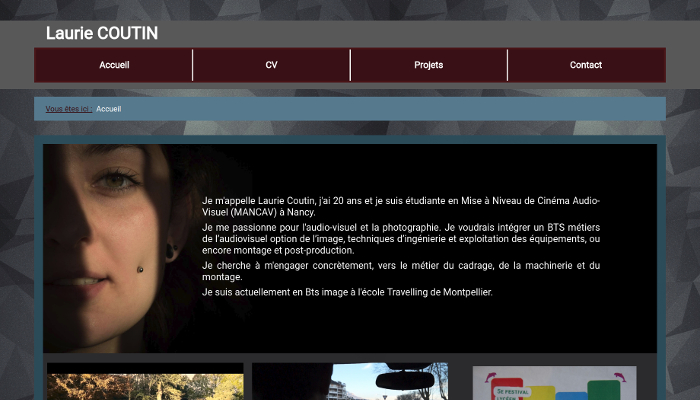 Laurie COUTIN
Accueil
CV
Projets
Contact
Vous êtes ici : Accueil
Je m'appelle Laurie Coutin, j'ai 20 ans et je suis étudiante en Mise à Niveau de Cinéma Audio-
Visuel (MANCAV) à Nancy.
Je me passionne pour l'audio-visuel et la photographie. Je voudrais intégrer un BTS métiers
de l'audiovisuel option de l'image, techniques d'ingénierie et exploitation des équipements, ou
encore montage et post-production.
Je cherche à m'engager concrètement, vers le métier du cadrage, de la machinerie et du
montage.
Je suis actuellement en Bts image à l'école Travelling de Montpellier.
FESTIVAL